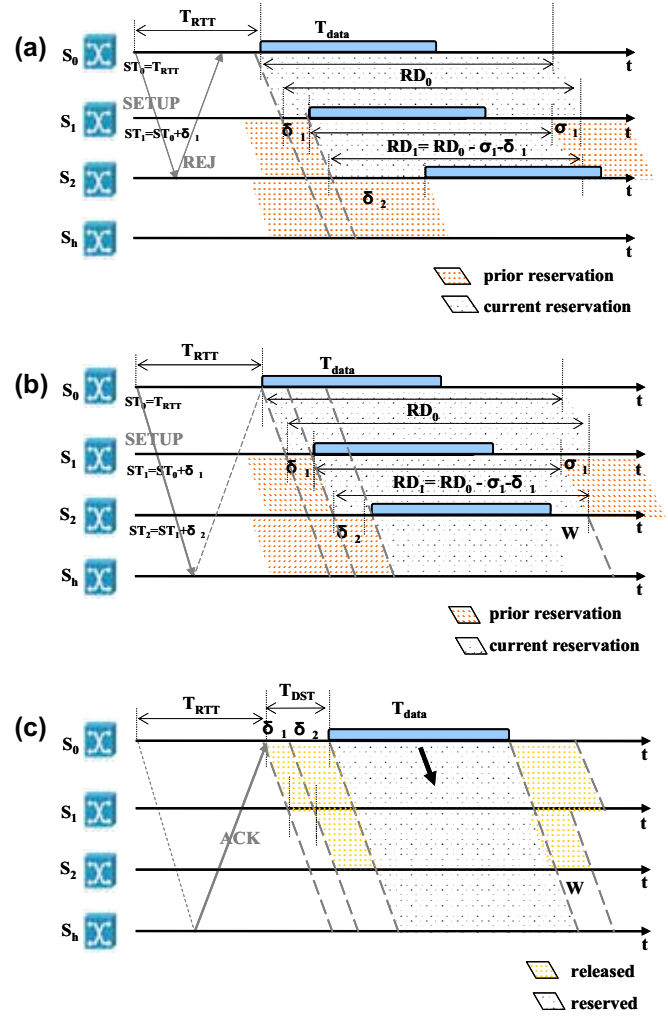 (a)
T_RTT
T_data
S_0
t
ST_0=T_RTT
RD_0
SETUP
S_1
t
ST_1=ST_0+δ_1
δ_1
σ_1
RD_1= RD_0 - σ_1-δ_1
REJ
S_2
t
δ_2
S_h
t
prior reservation
current reservation
(b)
T_RTT
T_data
S_0
t
ST_0=T_RTT
RD_0
SETUP
S_1
t
ST_1=ST_0+δ_1
δ_1
σ_1
RD_1= RD_0 - σ_1-δ_1
S_2
t
ST_2=ST_1+δ_2
δ_2
W
S_h
t
prior reservation
current reservation
(c)
T_RTT
T_DST
T_data
δ_1 δ_2
S_0
t
S_1
t
ACK
S_2
t
W
S_h
t
released
reserved